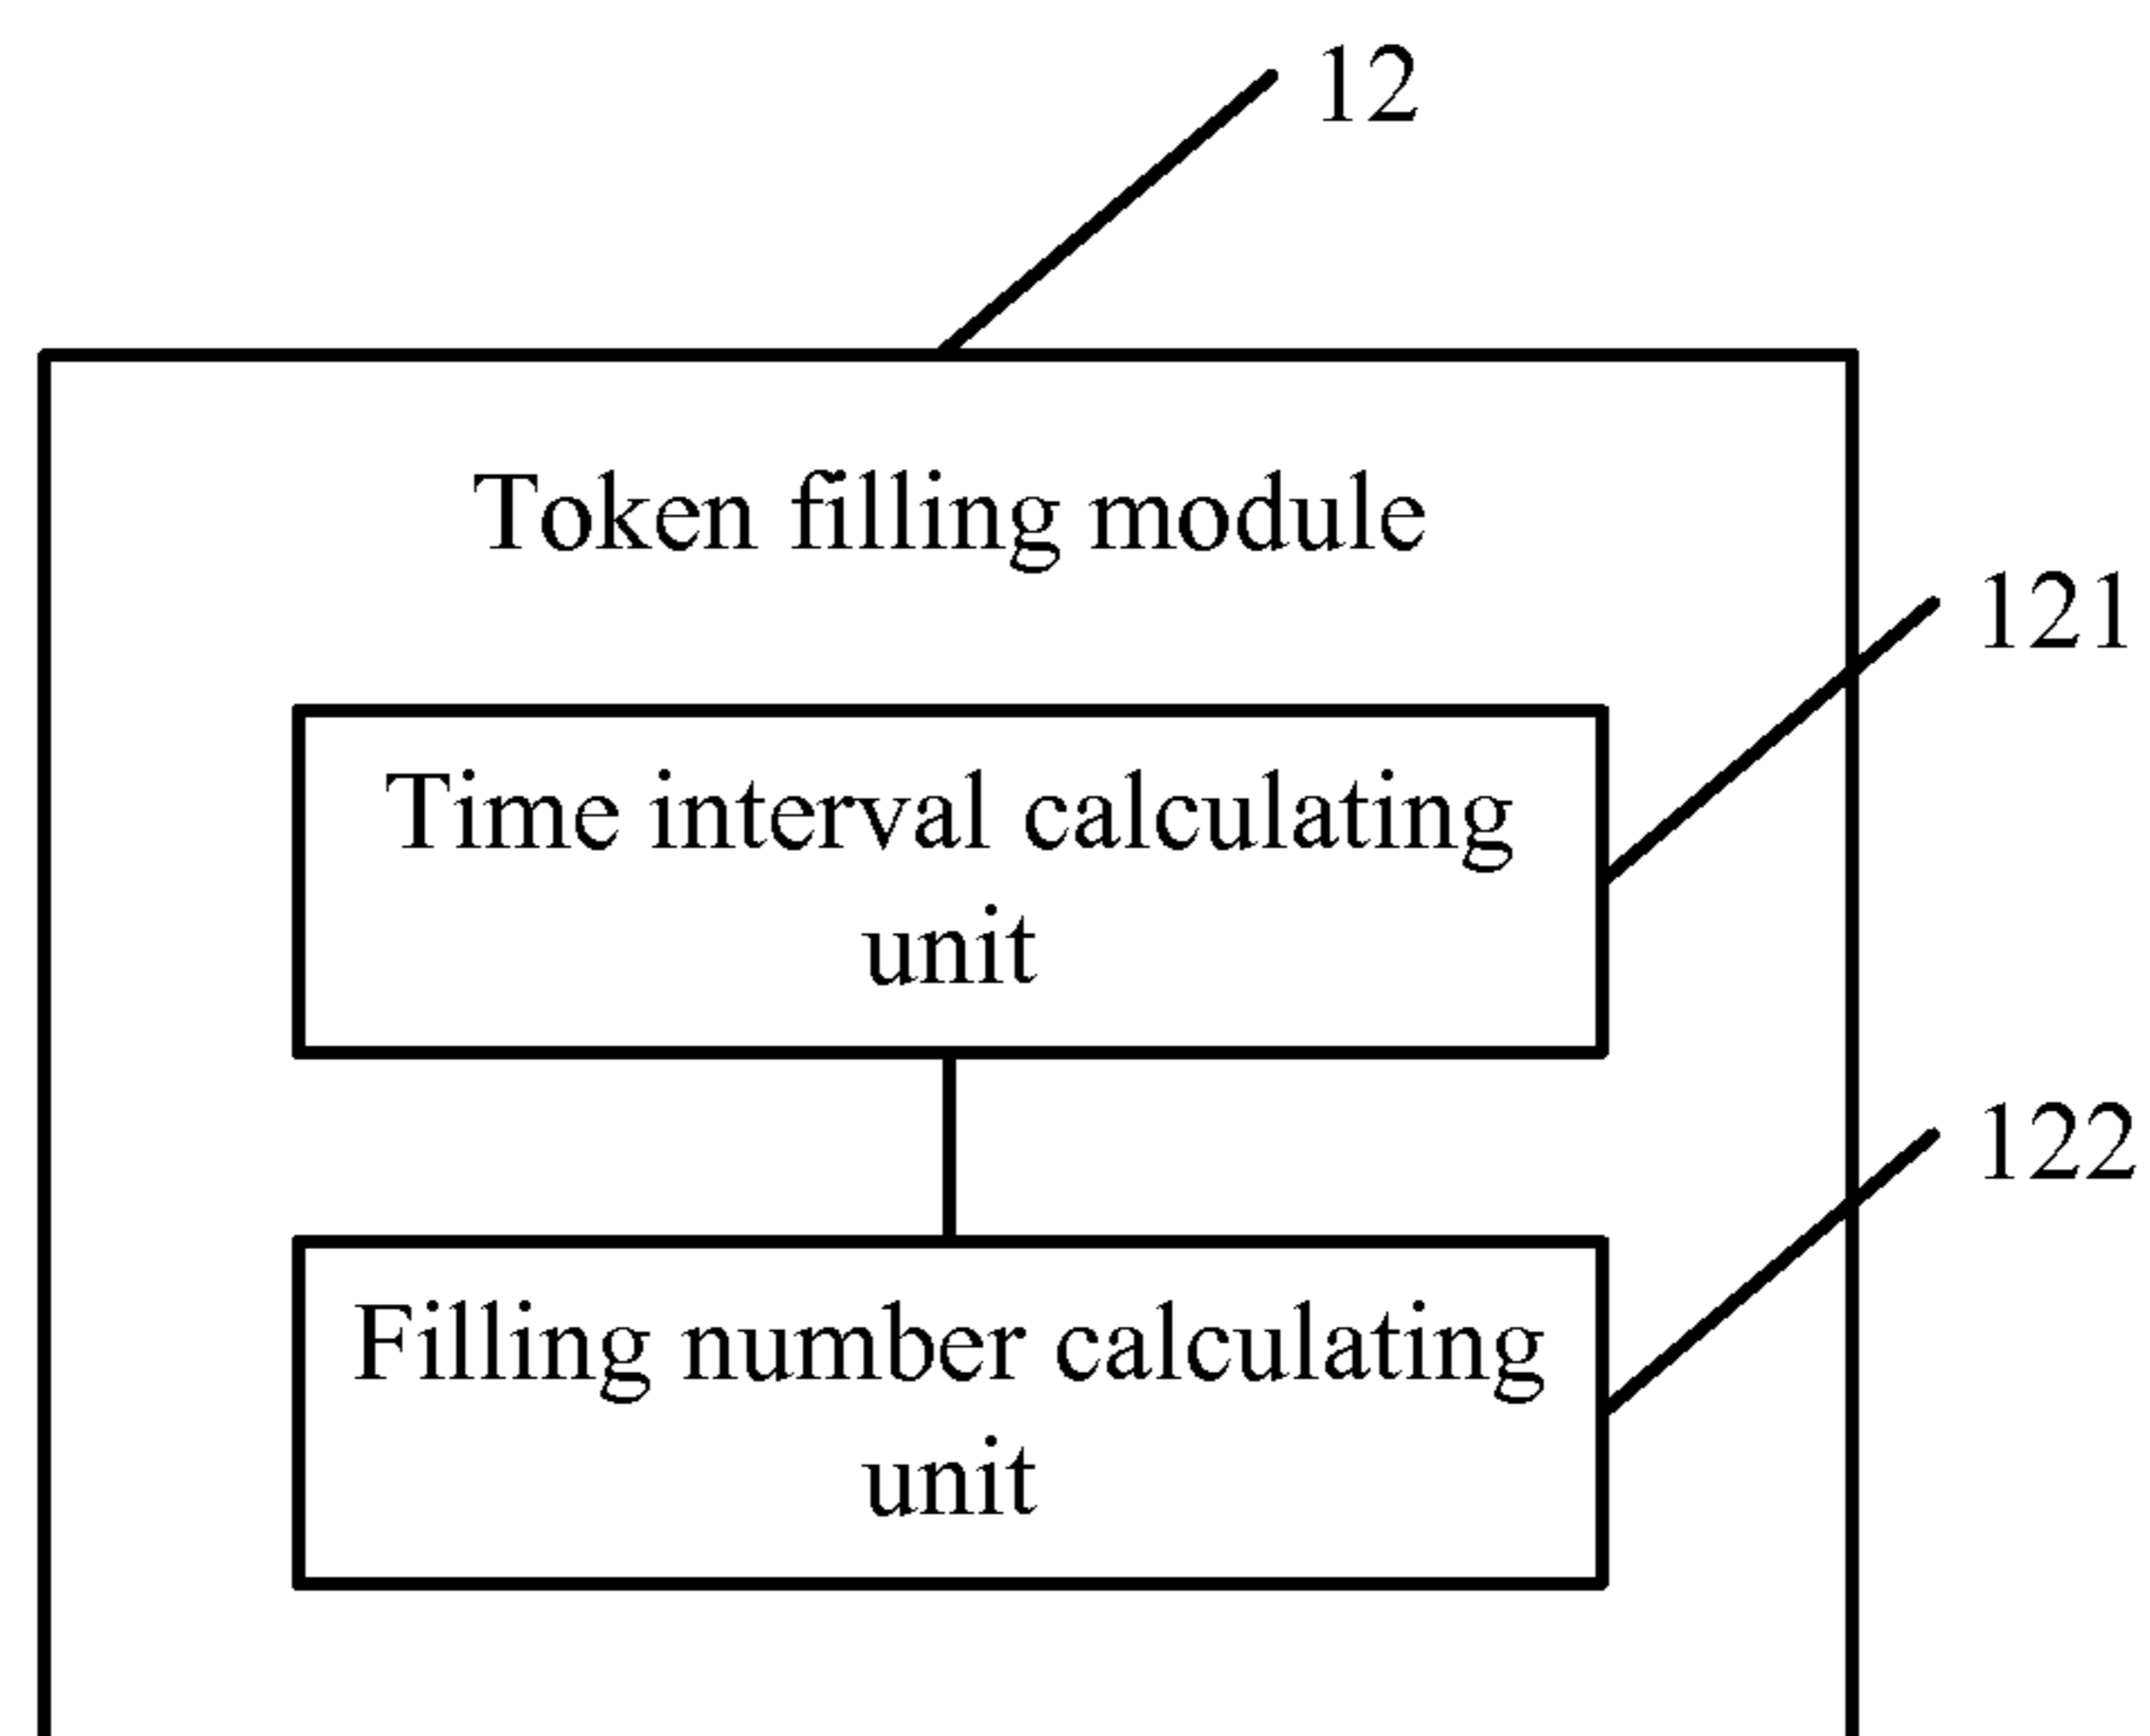 12
Token filling module
121
Time interval calculating
unit
122
Filling number calculating
unit